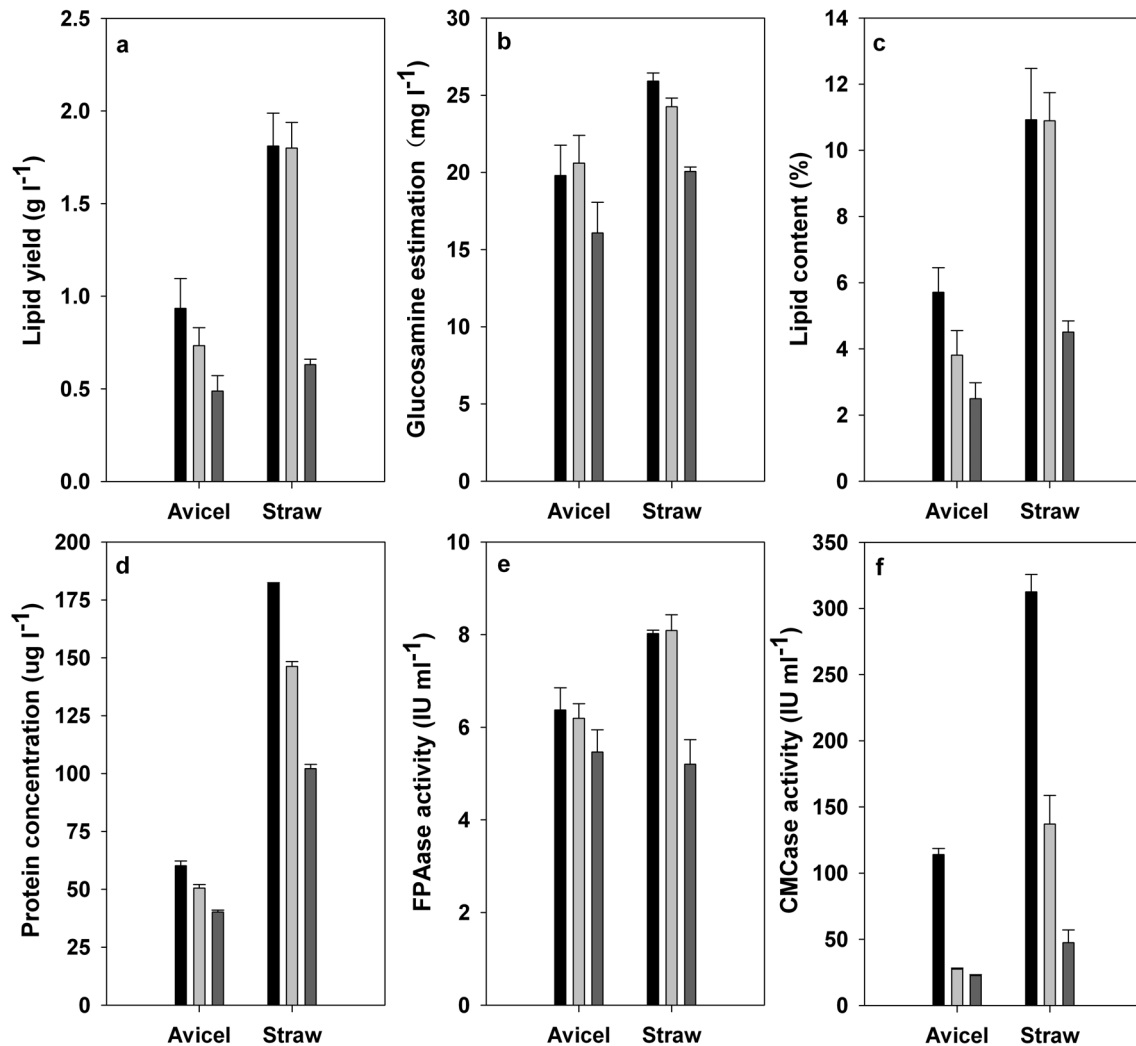 a
Lipid yield (g l-1)
2.5
2.0
1.5
1.0
0.5
0.0
Avicel Straw
b
Glucosamine estimation (mg l-1)
30
25
20
15
10
5
0
Avicel Straw
c
Lipid content (%)
14
12
10
8
6
4
2
0
Avicel Straw
d
Protein concentration (ug l-1)
200
175
150
125
100
75
50
25
0
Avicel Straw
e
FPAase activity (IU ml-1)
10
8
6
4
2
0
Avicel Straw
f
CMCase activity (IU ml-1)
350
300
250
200
150
100
50
0
Avicel Straw